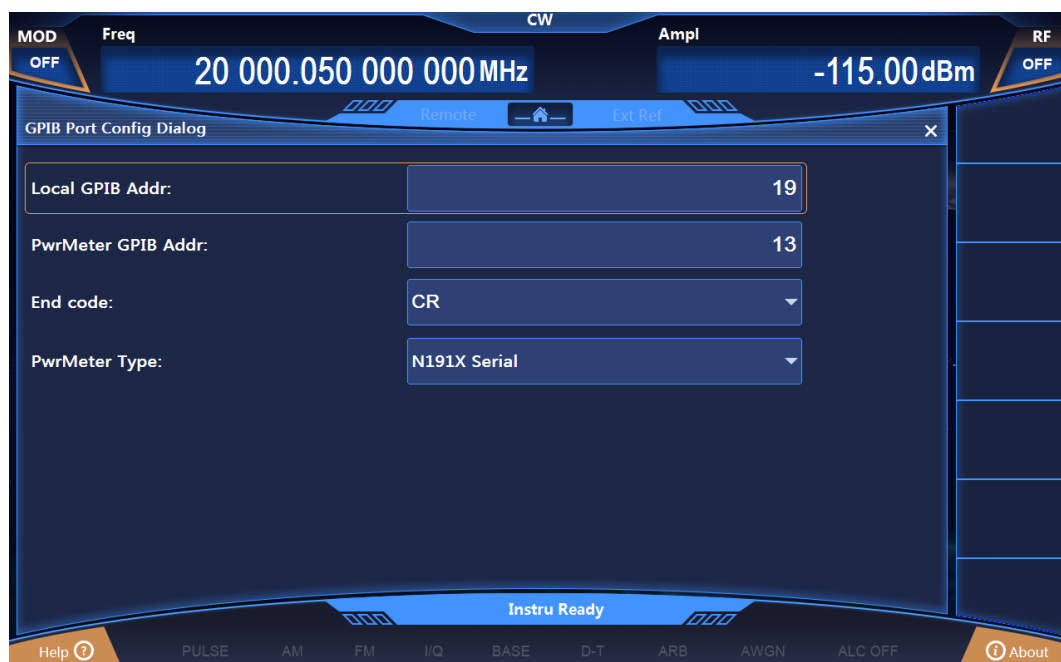 CW
MOD
OFF
Freq
20 000.050 000 000 MHz
Ampl
-115.00 dBm
RF
OFF
Remote
Ext Ref
GPIB Port Config Dialog
×
Local GPIB Addr:
19
PwrMeter GPIB Addr:
13
End code:
CR
PwrMeter Type:
N191X Serial
Instru Ready
Help
PULSE
AM
FM
I/Q
BASE
D-T
ARB
AWGN
ALC OFF
About